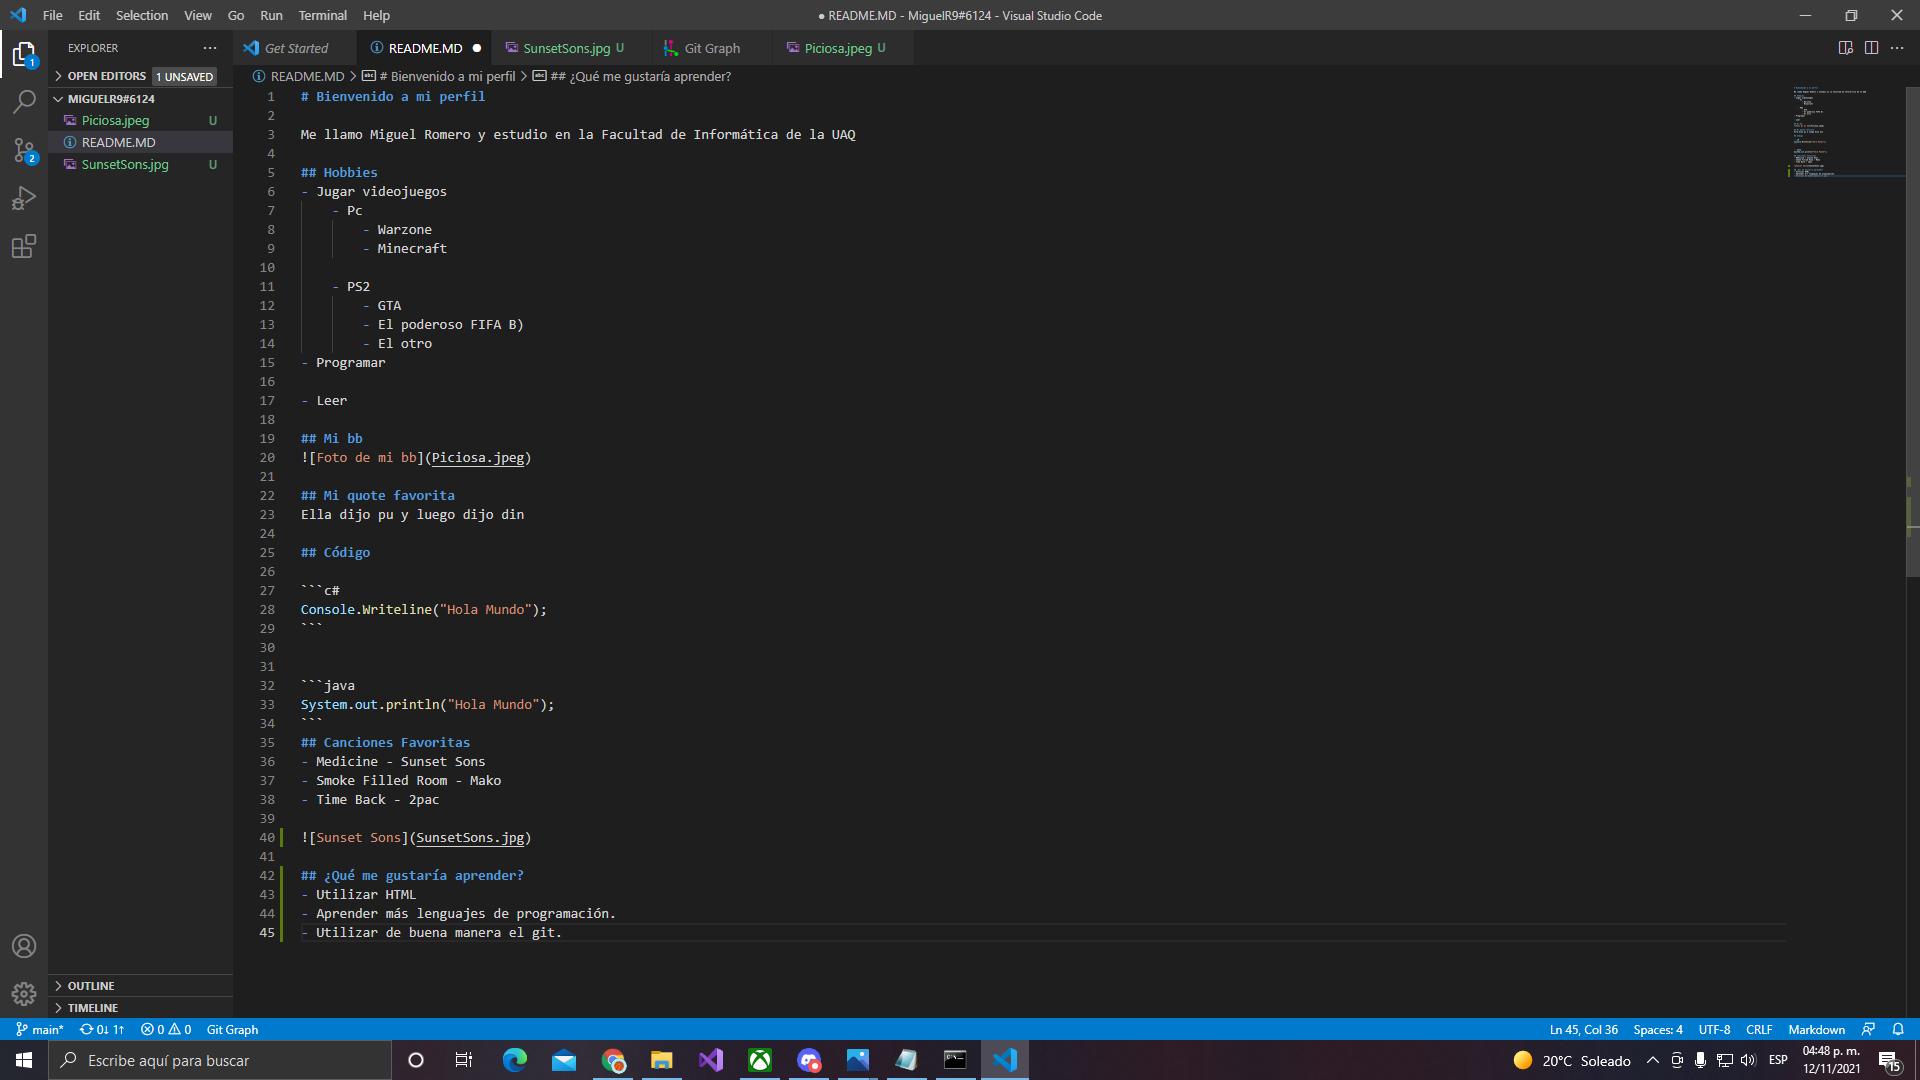 File Edit Selection View Go Run Terminal Help
● README.MD - MiguelR9#6124 - Visual Studio Code
EXPLORER
Get Started
README.MD
SunsetSons.jpg U
Git Graph
Piciosa.jpeg U
OPEN EDITORS 1 UNSAVED
README.MD > # Bienvenido a mi perfil > ## ¿Qué me gustaría aprender?
MIGUELR9#6124
Piciosa.jpeg U
README.MD
SunsetSons.jpg U
1
2
1 # Bienvenido a mi perfil
2
3 Me llamo Miguel Romero y estudio en la Facultad de Informática de la UAQ
4
5 ## Hobbies
6 - Jugar videojuegos
7 - Pc
8 - Warzone
9 - Minecraft
10
11 - PS2
12 - GTA
13 - El poderoso FIFA B)
14 - El otro
15 - Programar
16
17 - Leer
18
19 ## Mi bb
20 ![Foto de mi bb](Piciosa.jpeg)
21
22 ## Mi quote favorita
23 Ella dijo pu y luego dijo din
24
25 ## Código
26
27 ```c#
28 Console.Writeline("Hola Mundo");
29 ```
30
31
32 ```java
33 System.out.println("Hola Mundo");
34 ```
35 ## Canciones Favoritas
36 - Medicine - Sunset Sons
37 - Smoke Filled Room - Mako
38 - Time Back - 2pac
39
40 ![Sunset Sons](SunsetSons.jpg)
41
42 ## ¿Qué me gustaría aprender?
43 - Utilizar HTML
44 - Aprender más lenguajes de programación.
45 - Utilizar de buena manera el git.
OUTLINE
TIMELINE
main* 0↓ 1↑ 0 0 Git Graph
Ln 45, Col 36 Spaces: 4 UTF-8 CRLF Markdown
Escribe aquí para buscar
20°C Soleado
ESP
04:48 p. m.
12/11/2021
15